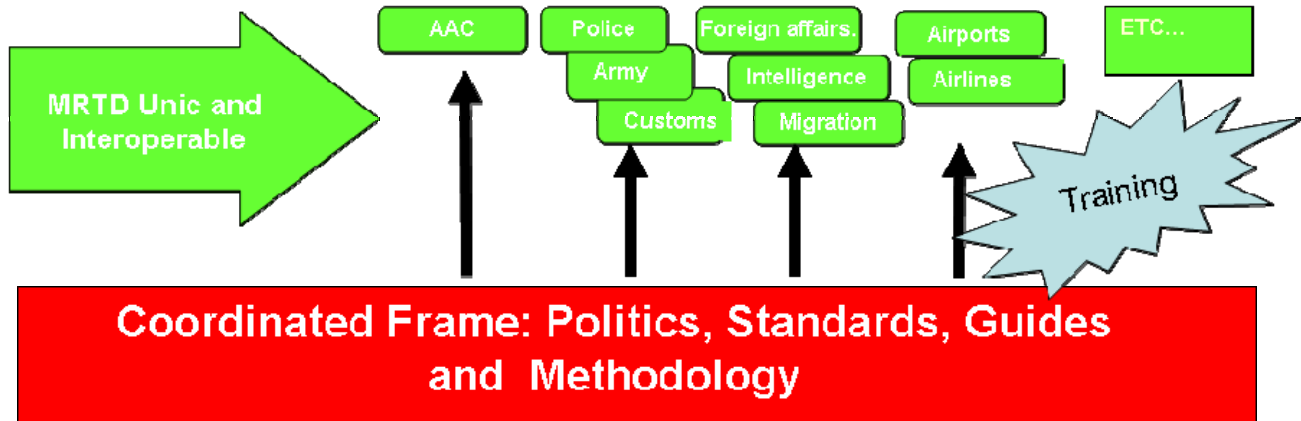 MRTD Unic and
Interoperable
AAC
Police
Army
Customs
Foreign affairs.
Intelligence
Migration
Airports
Airlines
ETC...
Training
Coordinated Frame: Politics, Standards, Guides
and Methodology